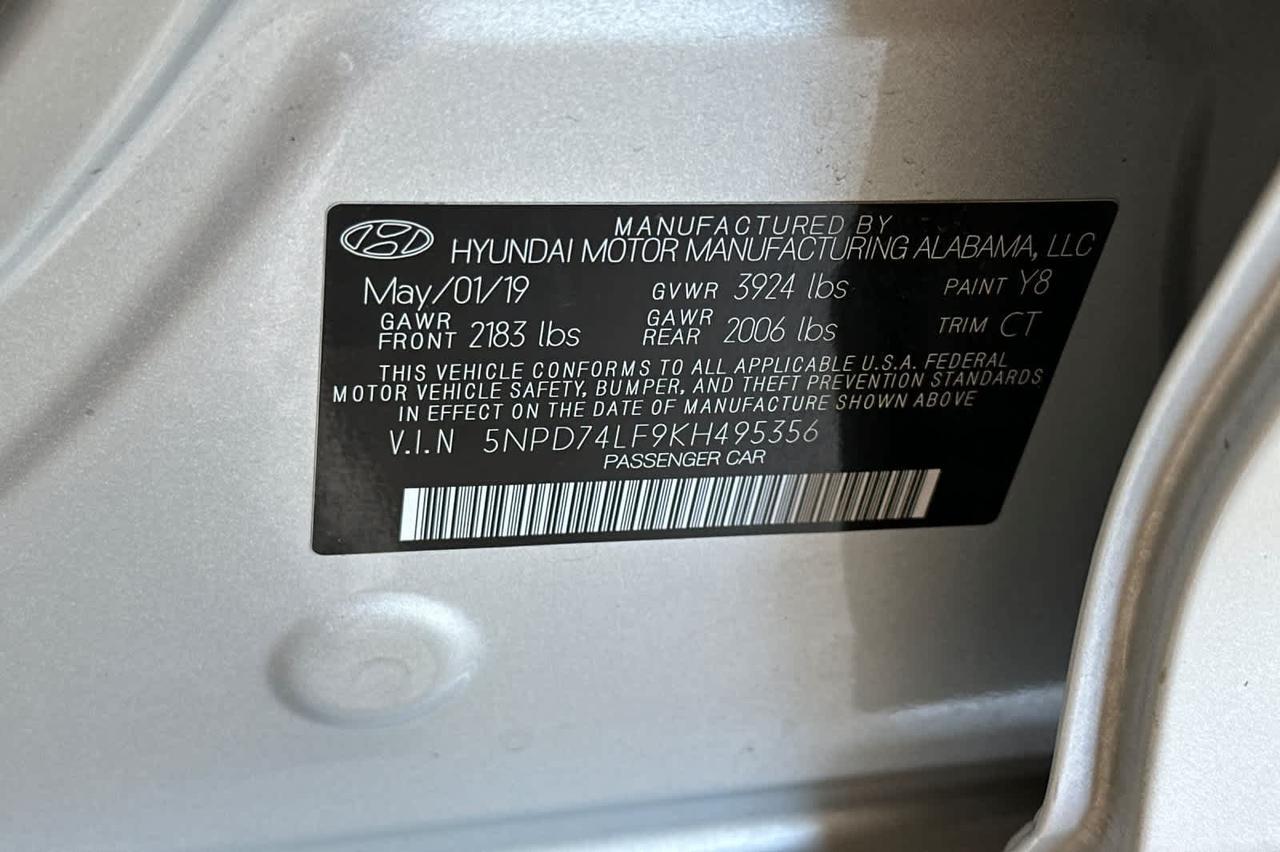 MANUFACTURED BY
HYUNDAI MOTOR MANUFACTURING ALABAMA, LLC
May/01/19 GVWR 3924 lbs PAINT Y8
GAWR FRONT 2183 lbs GAWR REAR 2006 lbs TRIM CT
THIS VEHICLE CONFORMS TO ALL APPLICABLE U.S.A. FEDERAL
MOTOR VEHICLE SAFETY, BUMPER, AND THEFT PREVENTION STANDARDS
IN EFFECT ON THE DATE OF MANUFACTURE SHOWN ABOVE
V.I.N 5NPD74LF9KH495356
PASSENGER CAR